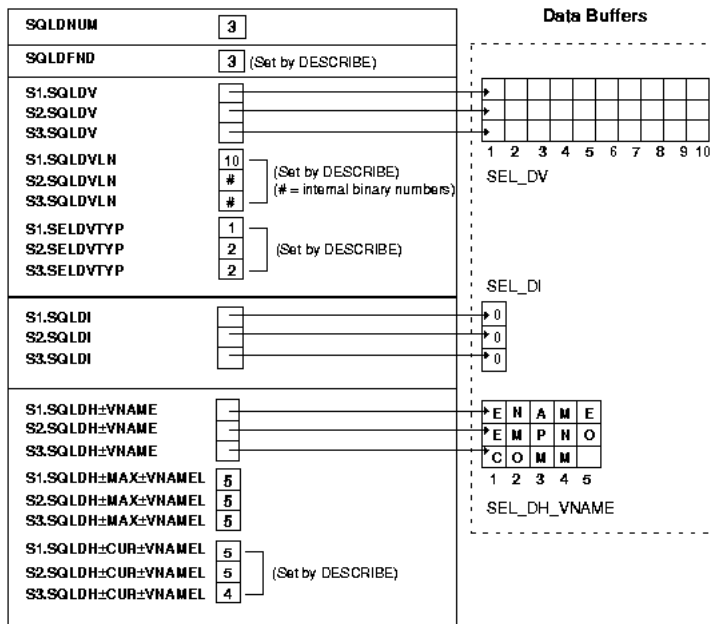 Data Buffers
SQLDNUM 3
SQLDFND 3 (Set by DESCRIBE)
S1.SQLDV
S2.SQLDV
S3.SQLDV
1 2 3 4 5 6 7 8 9 10
SEL_DV
S1.SQLDVLN 10
S2.SQLDVLN #
S3.SQLDVLN #
(Set by DESCRIBE)
(# = internal binary numbers)
S1.SELDVTYP 1
S2.SELDVTYP 2
S3.SELDVTYP 2
(Set by DESCRIBE)
SEL_DI
S1.SQLDI 0
S2.SQLDI 0
S3.SQLDI 0
S1.SQLDH±VNAME E N A M E
S2.SQLDH±VNAME E M P N O
S3.SQLDH±VNAME C O M M
1 2 3 4 5
SEL_DH_VNAME
S1.SQLDH±MAX±VNAMEL 5
S2.SQLDH±MAX±VNAMEL 5
S3.SQLDH±MAX±VNAMEL 5
S1.SQLDH±CUR±VNAMEL 5
S2.SQLDH±CUR±VNAMEL 5
S3.SQLDH±CUR±VNAMEL 4
(Set by DESCRIBE)